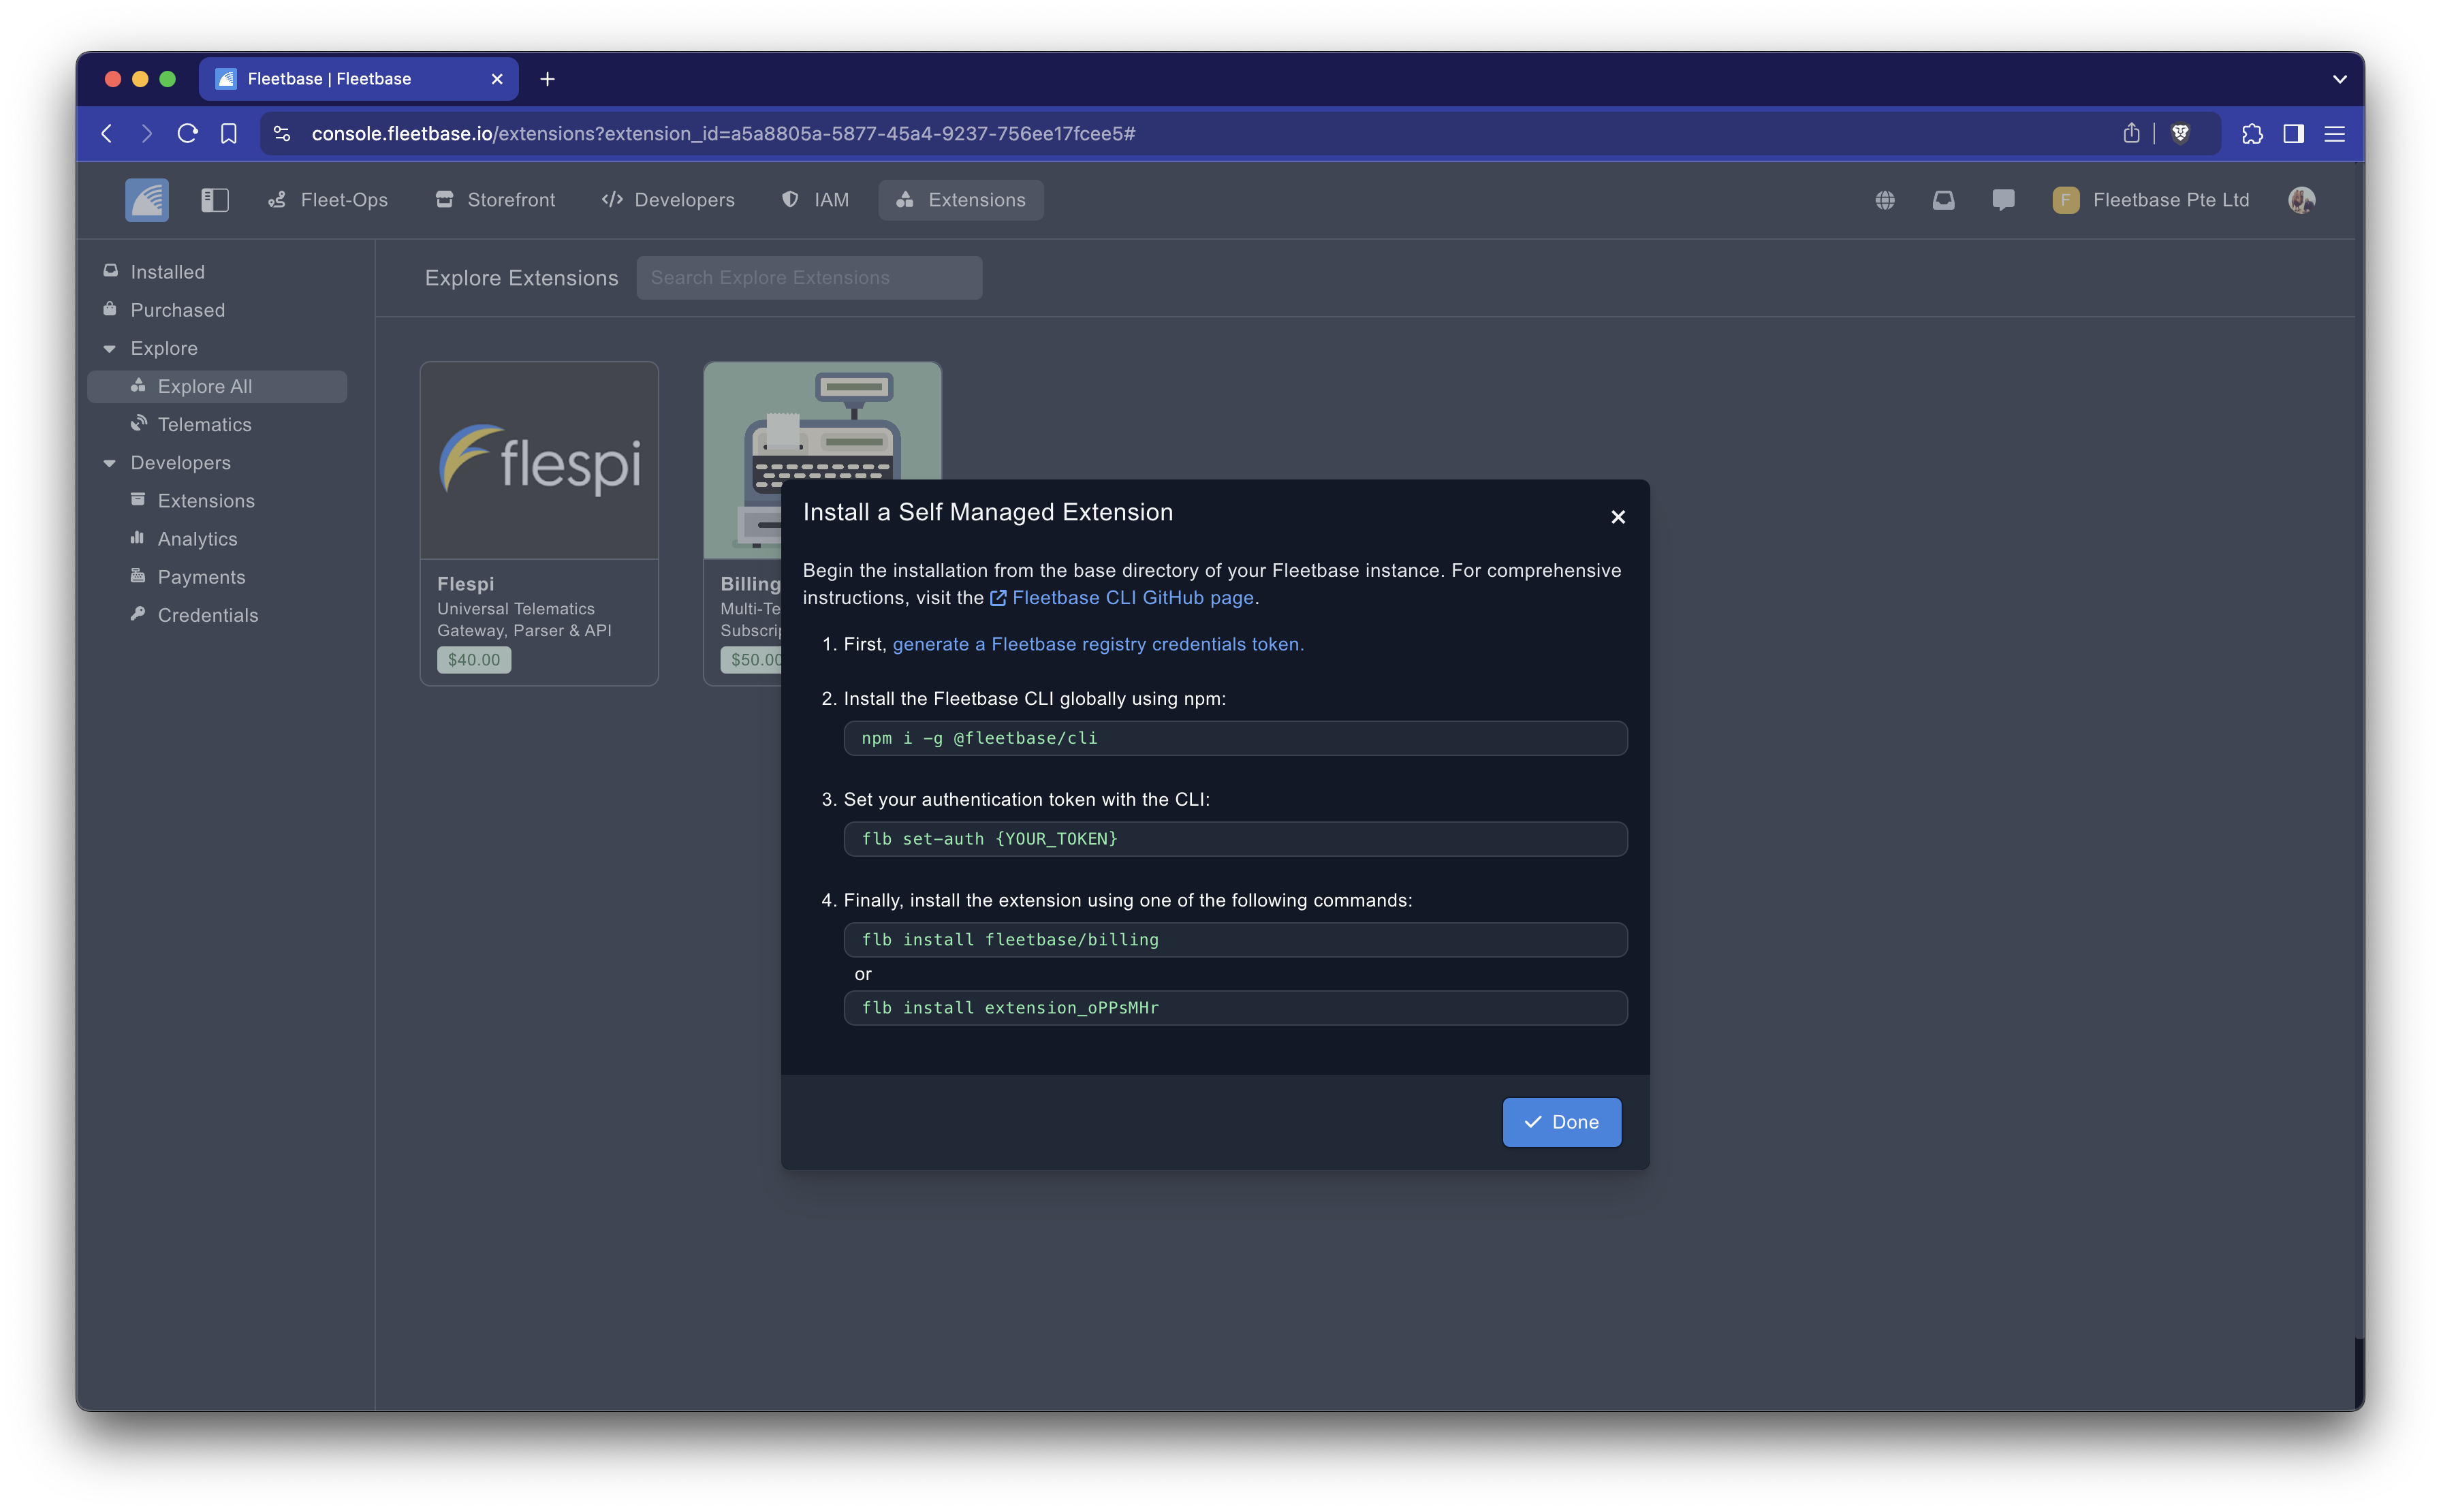 Fleetbase | Fleetbase
console.fleetbase.io/extensions?extension_id=a5a8805a-5877-45a4-9237-756ee17fcee5#
Fleet-Ops
Storefront
Developers
IAM
Extensions
F
Fleetbase Pte Ltd
Installed
Purchased
Explore
Explore All
Telematics
Developers
Extensions
Analytics
Payments
Credentials
Explore Extensions
Search Explore Extensions
flespi
Flespi
Universal Telematics
Gateway, Parser & API
$40.00
Billing
Multi-Te
Subscrip
$50.00
Install a Self Managed Extension
Begin the installation from the base directory of your Fleetbase instance. For comprehensive
instructions, visit the Fleetbase CLI GitHub page.
1. First, generate a Fleetbase registry credentials token.
2. Install the Fleetbase CLI globally using npm:
npm i -g @fleetbase/cli
3. Set your authentication token with the CLI:
flb set-auth {YOUR_TOKEN}
4. Finally, install the extension using one of the following commands:
flb install fleetbase/billing
or
flb install extension_oPPsMHr
Done